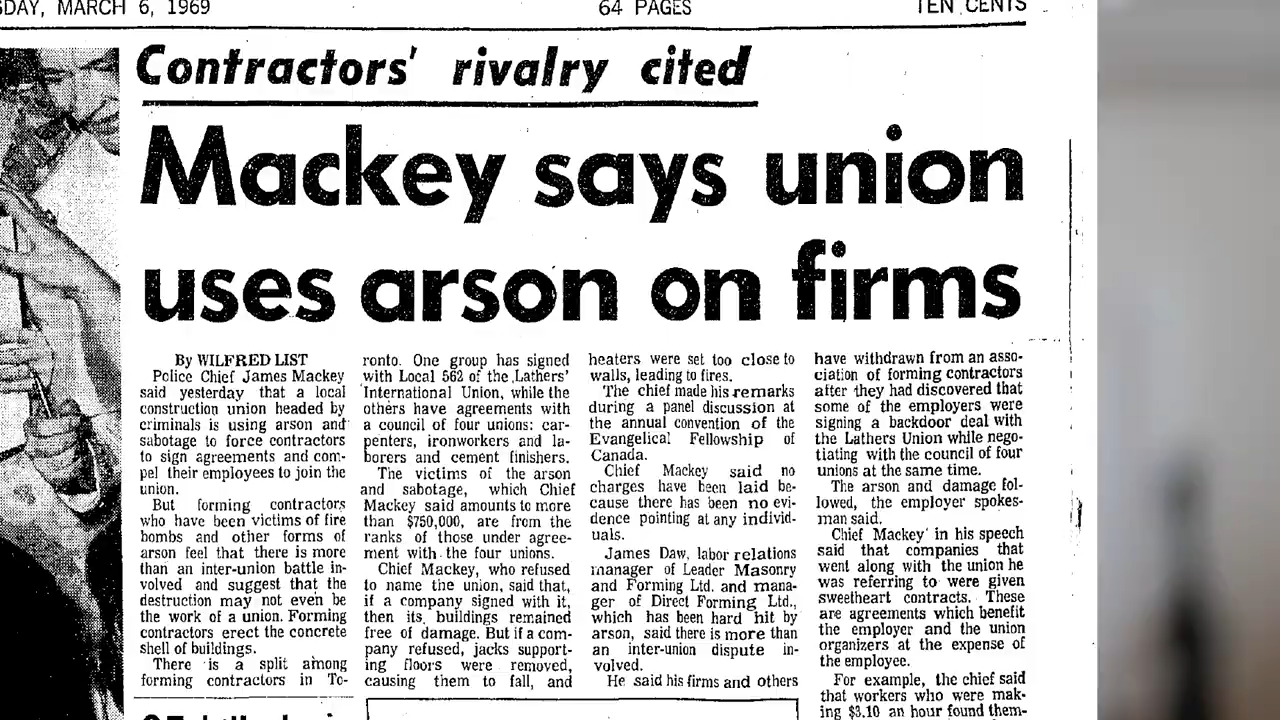 SDAY, MARCH 6, 1969
64 PAGES
TEN CENTS
Contractors' rivalry cited
Mackey says union
uses arson on firms
By WILFRED LIST
Police Chief James Mackey
said yesterday that a local
construction union headed by
criminals is using arson and
sabotage to force contractors
to sign agreements and com-
pel their employees to join the
union.
But forming contractors
who have been victims of fire
bombs and other forms of
arson feel that there is more
than an inter-union battle in-
volved and suggest that the
destruction may not even be
the work of a union. Forming
contractors erect the concrete
shell of buildings.
There is a split among
forming contractors in To-
ronto. One group has signed
with Local 562 of the Lathers'
International Union, while the
others have agreements with
a council of four unions: car-
penters, ironworkers and la-
borers and cement finishers.
The victims of the arson
and sabotage, which Chief
Mackey said amounts to more
than $750,000, are from the
ranks of those under agree-
ment with the four unions.
Chief Mackey, who refused
to name the union, said that,
if a company signed with it,
then its buildings remained
free of damage. But if a com-
pany refused, jacks support-
ing floors were removed,
causing them to fall, and
heaters were set too close to
walls, leading to fires.
The chief made his remarks
during a panel discussion at
the annual convention of the
Evangelical Fellowship of
Canada.
Chief Mackey said no
charges have been laid be-
cause there has been no evi-
dence pointing at any individ-
uals.
James Daw, labor relations
manager of Leader Masonry
and Forming Ltd. and mana-
ger of Direct Forming Ltd.,
which has been hard hit by
arson, said there is more than
an inter-union dispute in-
volved.
He said his firms and others
have withdrawn from an asso-
ciation of forming contractors
after they had discovered that
some of the employers were
signing a backdoor deal with
the Lathers Union while nego-
tiating with the council of four
unions at the same time.
The arson and damage fol-
lowed, the employer spokes-
man said.
Chief Mackey in his speech
said that companies that
went along with the union he
was referring to were given
sweetheart contracts. These
are agreements which benefit
the employer and the union
organizers at the expense of
the employee.
For example, the chief said
that workers who were mak-
ing $3.10 an hour found them-